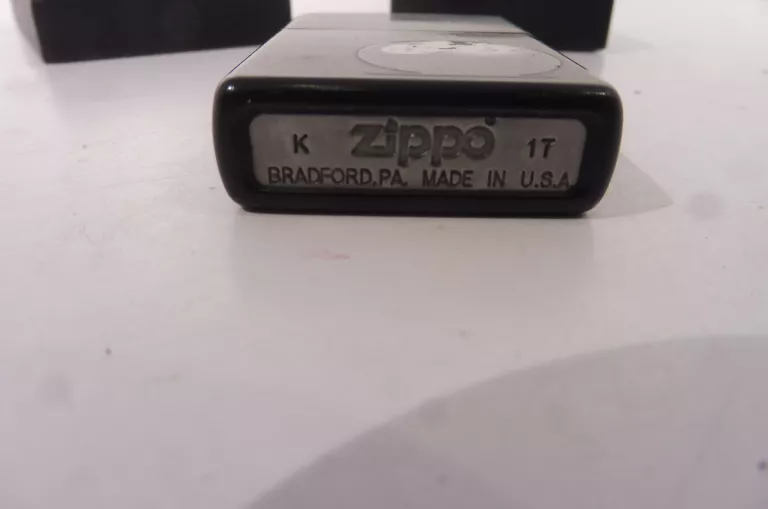 K zippo 17
BRADFORD,PA. MADE IN U.S.A